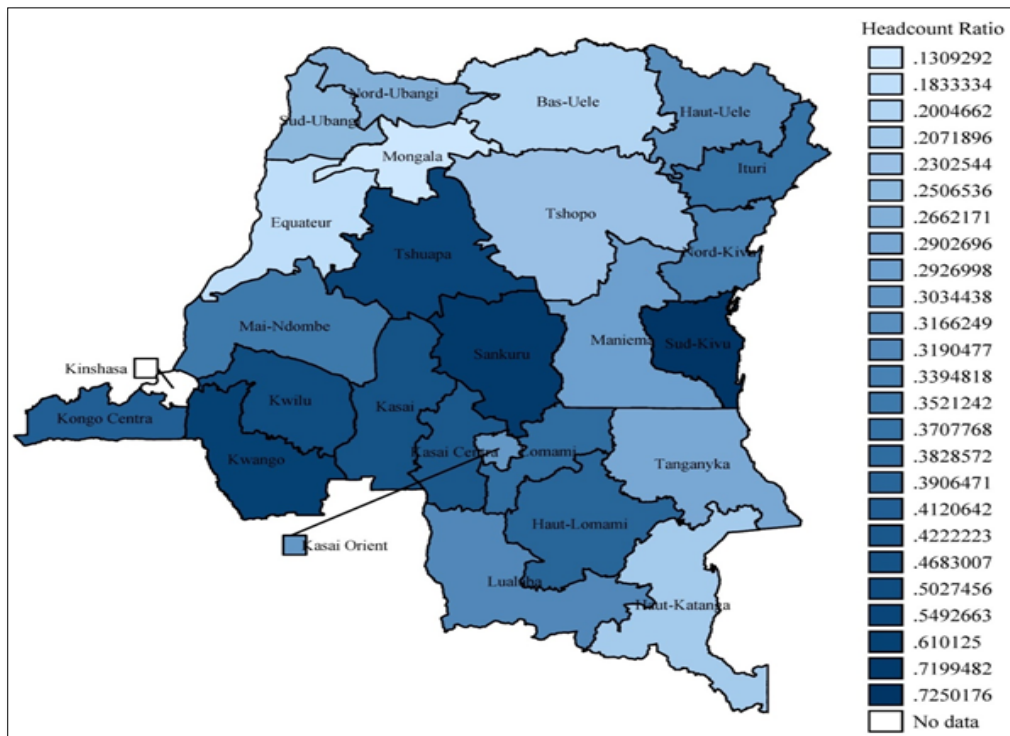 Headcount Ratio
.1309292
.1833334
.2004662
.2071896
.2302544
.2506536
.2662171
.2902696
.2926998
.3034438
.3166249
.3190477
.3394818
.3521242
.3707768
.3828572
.3906471
.4120642
.4222223
.4683007
.5027456
.5492663
.610125
.7199482
.7250176
No data
Nord-Ubangi
Sud-Ubangi
Bas-Uele
Haut-Uele
Mongala
Ituri
Equateur
Tshopo
Tshuapa
Nord-Kivu
Mai-Ndombe
Sankuru
Maniema
Sud-Kivu
Kinshasa
Kongo Centra
Kwilu
Kasai
Kwango
Kasai Centra
Lomami
Tanganyka
Haut-Lomami
Kasai Orient
Lualaba
Haut-Katanga